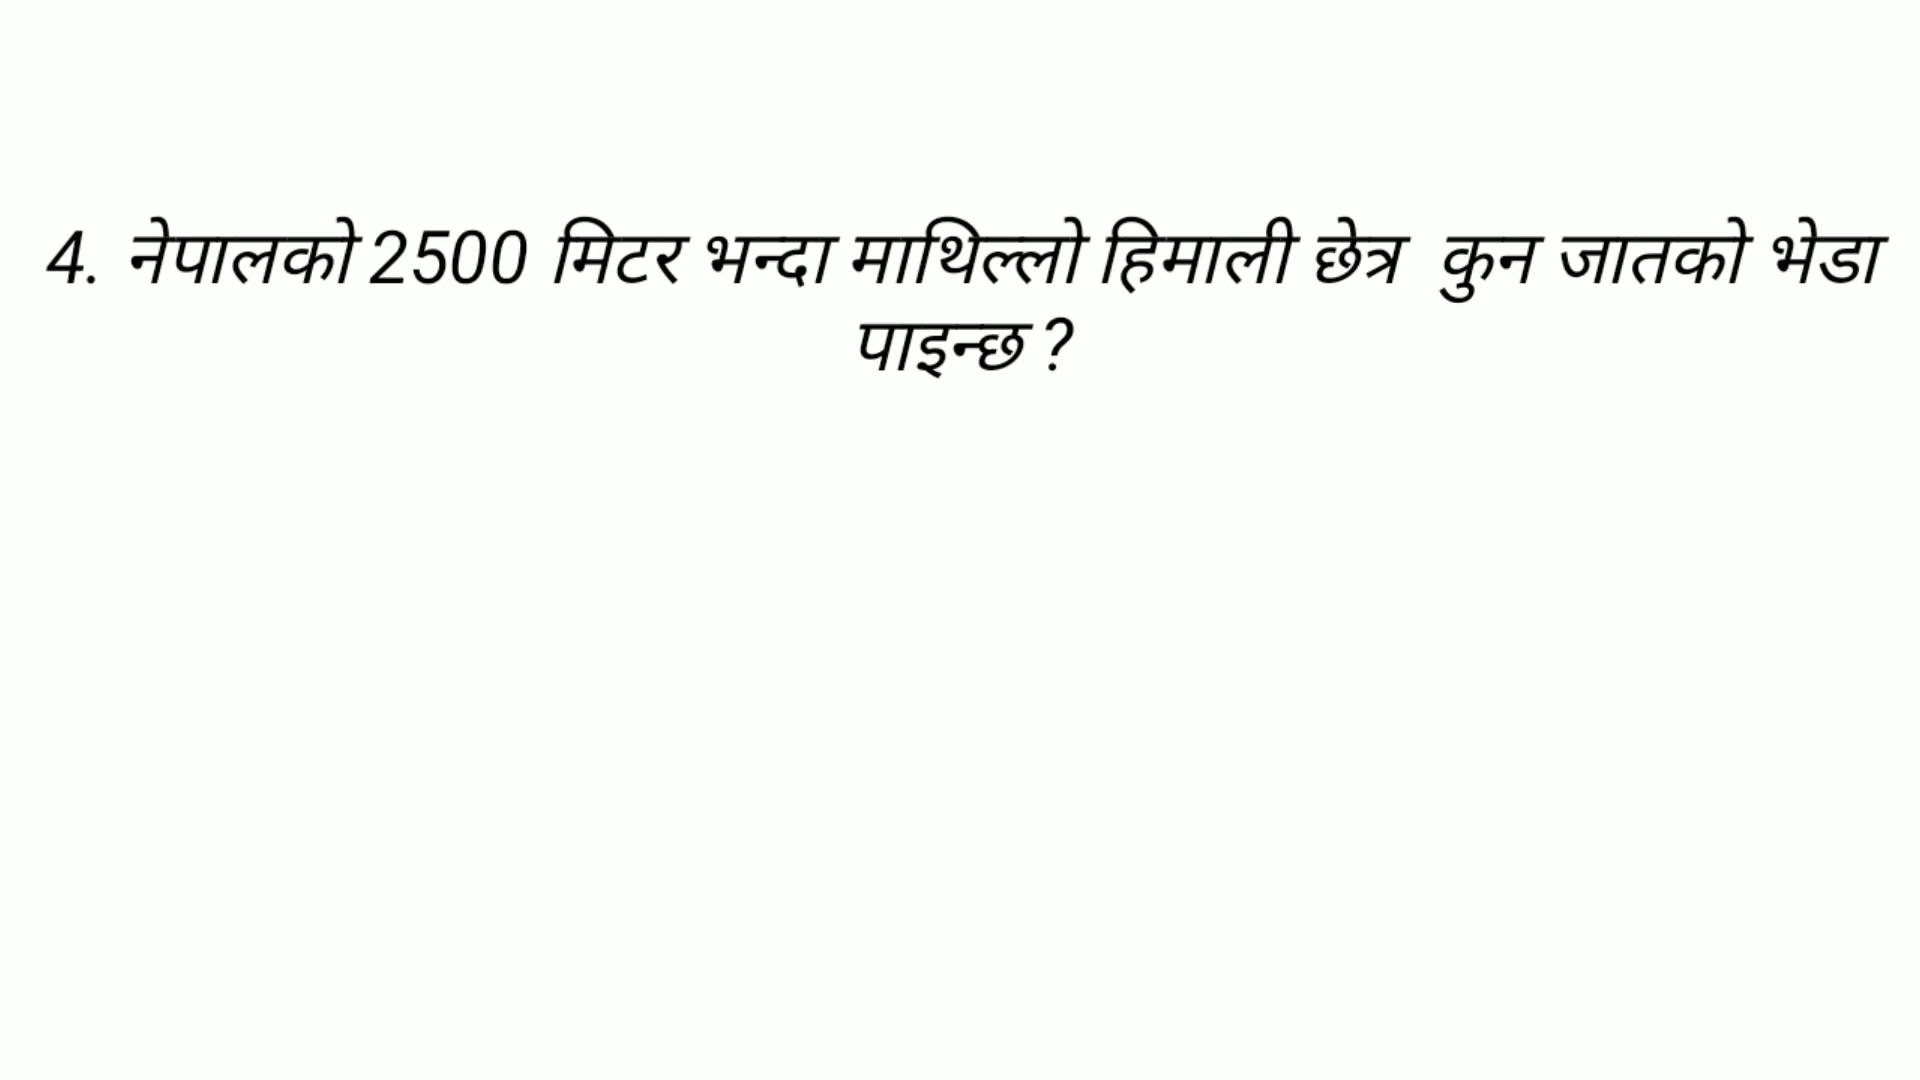 4. नेपालको 2500 मिटर भन्दा माथिल्लो हिमाली छेत्र कुन जातको भेडा
पाइन्छ ?